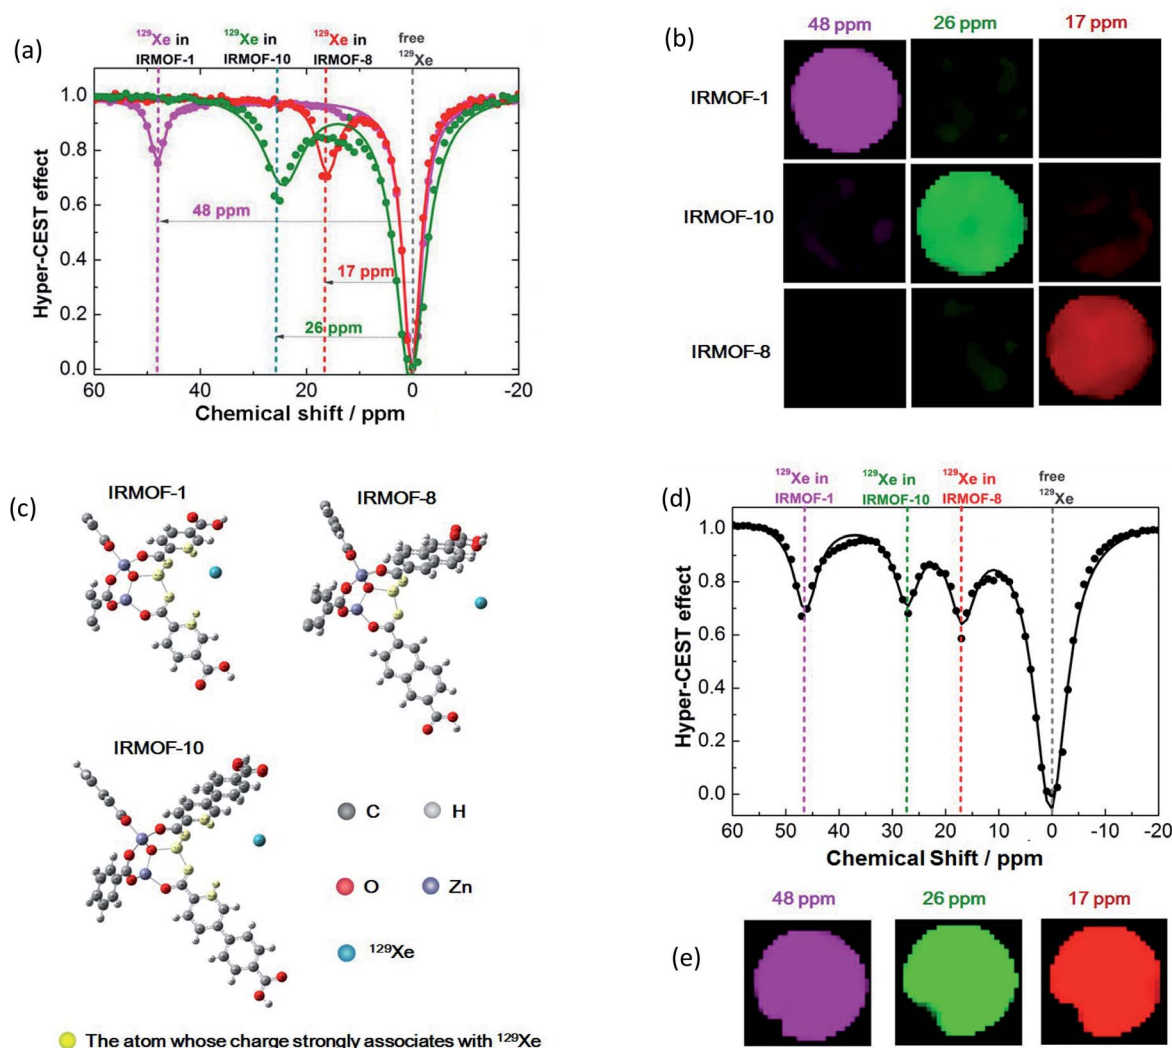 (a)
¹²⁹Xe in
IRMOF-1
¹²⁹Xe in
IRMOF-10
¹²⁹Xe in
IRMOF-8
free
¹²⁹Xe
1.0
0.8
0.6
0.4
0.2
0.0
Hyper-CEST effect
48 ppm
17 ppm
26 ppm
60 40 20 0 -20
Chemical shift / ppm
(b)
48 ppm 26 ppm 17 ppm
IRMOF-1
IRMOF-10
IRMOF-8
(c)
IRMOF-1
IRMOF-8
IRMOF-10
C H
O Zn
¹²⁹Xe
The atom whose charge strongly associates with ¹²⁹Xe
(d)
¹²⁹Xe in
IRMOF-1
¹²⁹Xe in
IRMOF-10
¹²⁹Xe in
IRMOF-8
free
¹²⁹Xe
1.0
0.8
0.6
0.4
0.2
0.0
Hyper-CEST effect
60 50 40 30 20 10 0 -10 -20
Chemical Shift / ppm
(e)
48 ppm 26 ppm 17 ppm